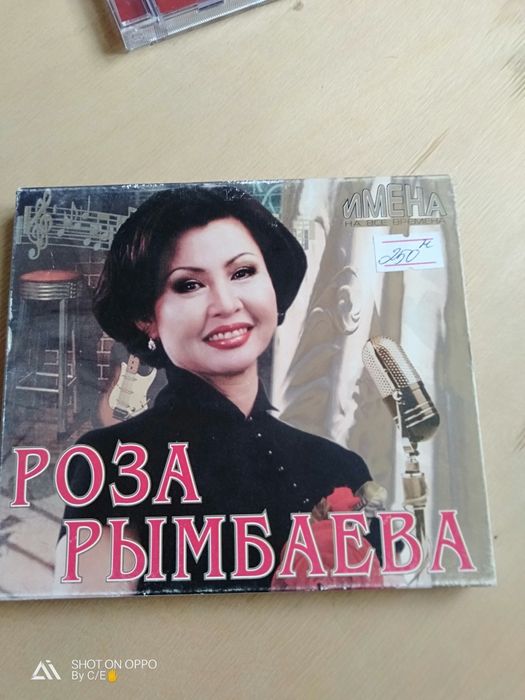 ИМЕНА
НА ВСЕ ВРЕМЕНА
250
РОЗА
РЫМБАЕВА
SHOT ON OPPO
By C/E🤚